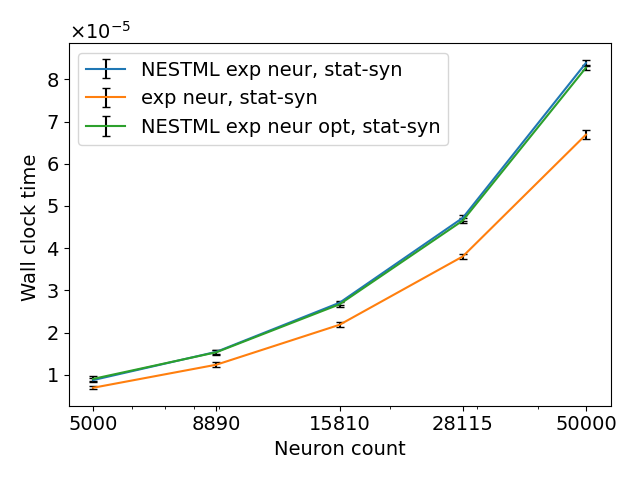 ×10⁻⁵
NESTML exp neur, stat-syn
exp neur, stat-syn
NESTML exp neur opt, stat-syn
8
7
6
5
4
3
2
1
Wall clock time
5000 8890 15810 28115 50000
Neuron count